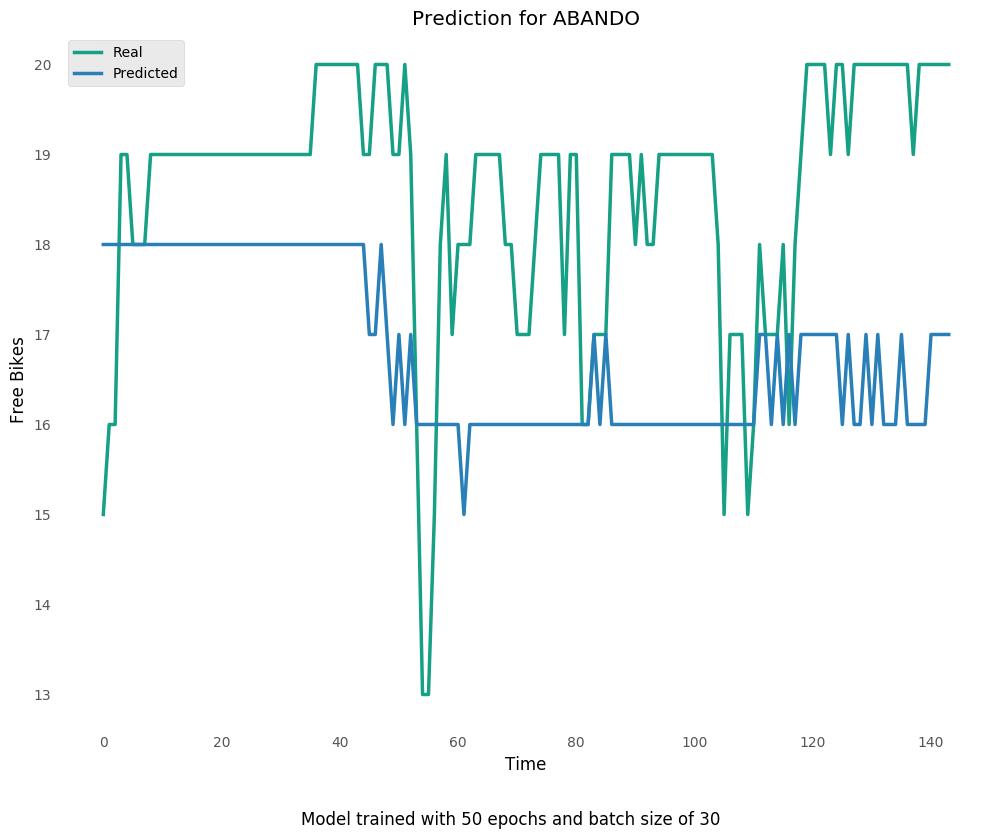 Prediction for ABANDO
Real
Predicted
20
19
18
17
16
15
14
13
Free Bikes
0 20 40 60 80 100 120 140
Time
Model trained with 50 epochs and batch size of 30